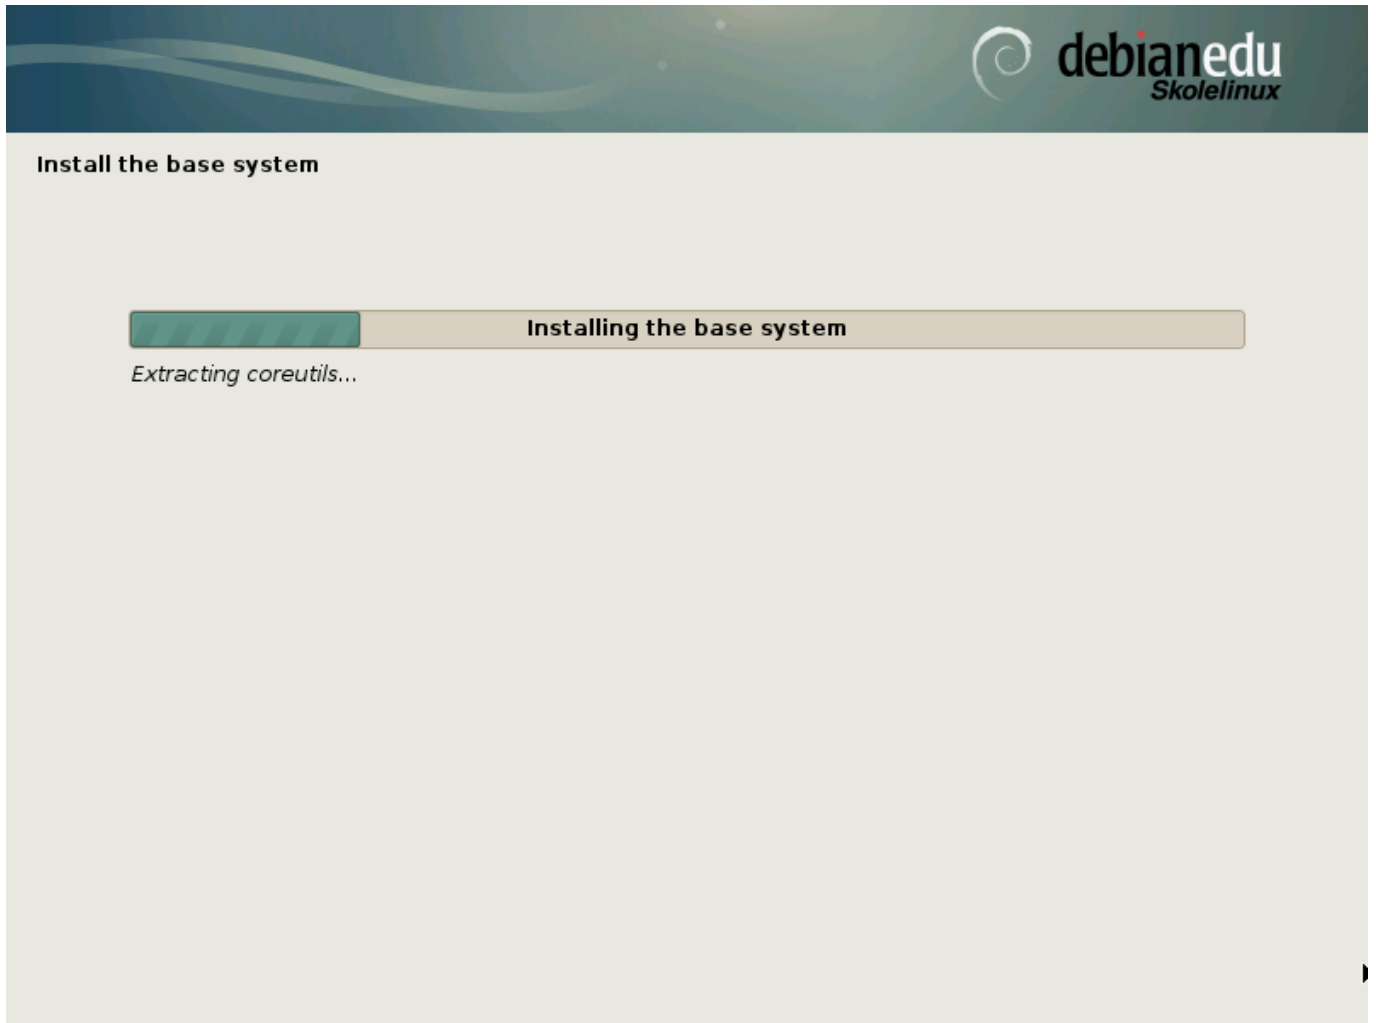 debianedu
Skolelinux
Install the base system
Installing the base system
Extracting coreutils...